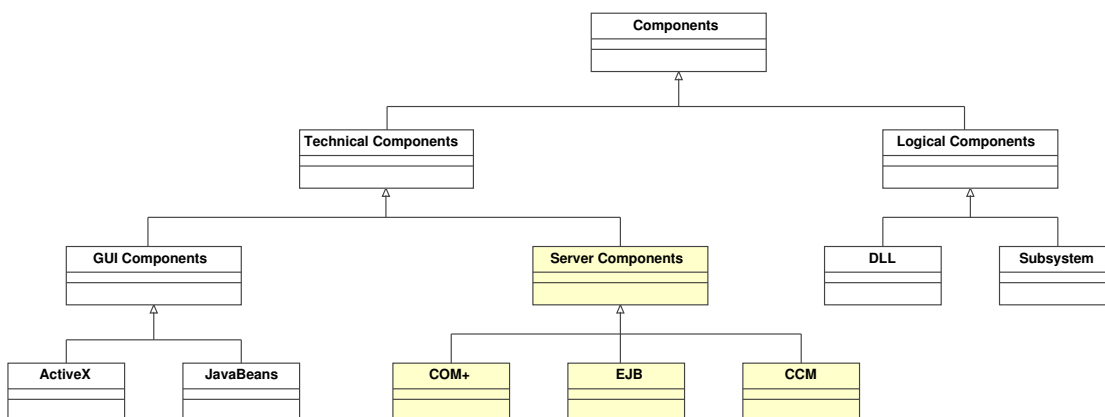 Components
Technical Components
Logical Components
GUI Components
Server Components
DLL
Subsystem
ActiveX
JavaBeans
COM+
EJB
CCM